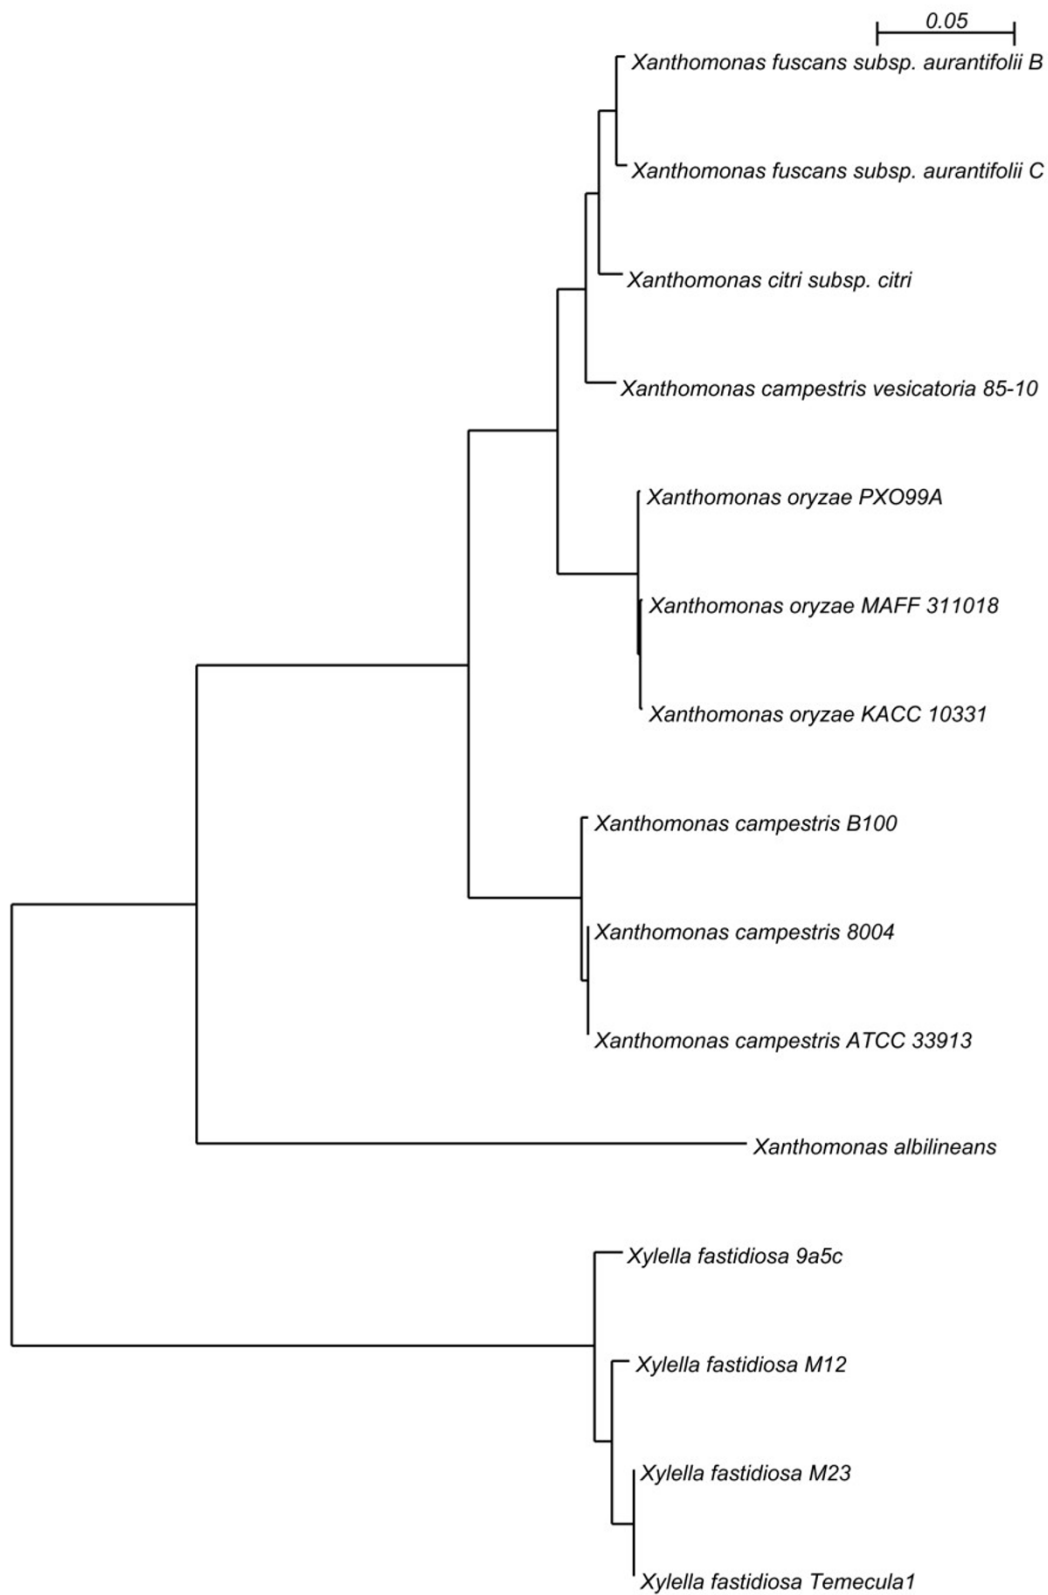 0.05
Xanthomonas fuscans subsp. aurantifolii B
Xanthomonas fuscans subsp. aurantifolii C
Xanthomonas citri subsp. citri
Xanthomonas campestris vesicatoria 85-10
Xanthomonas oryzae PXO99A
Xanthomonas oryzae MAFF 311018
Xanthomonas oryzae KACC 10331
Xanthomonas campestris B100
Xanthomonas campestris 8004
Xanthomonas campestris ATCC 33913
Xanthomonas albilineans
Xylella fastidiosa 9a5c
Xylella fastidiosa M12
Xylella fastidiosa M23
Xylella fastidiosa Temecula1